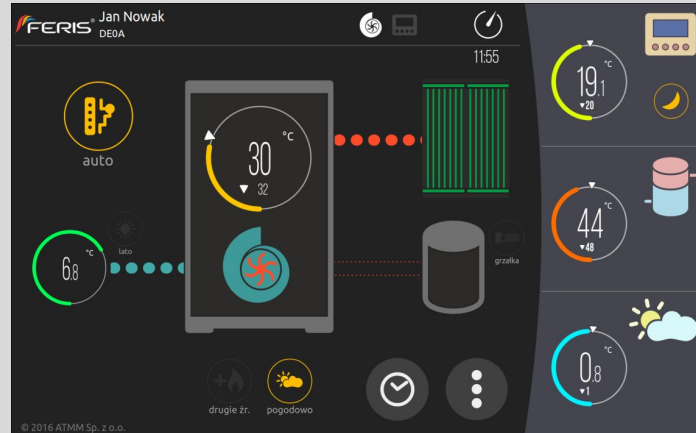 FERIS
Jan Nowak
DE0A
11:55
auto
30 °C
▼ 32
6.8 °C
lato
grzałka
drugie źr.
pogodowo
19.1 °C
▼20
44 °C
▼48
0.8 °C
▼1
© 2016 ATMM Sp. z o.o.